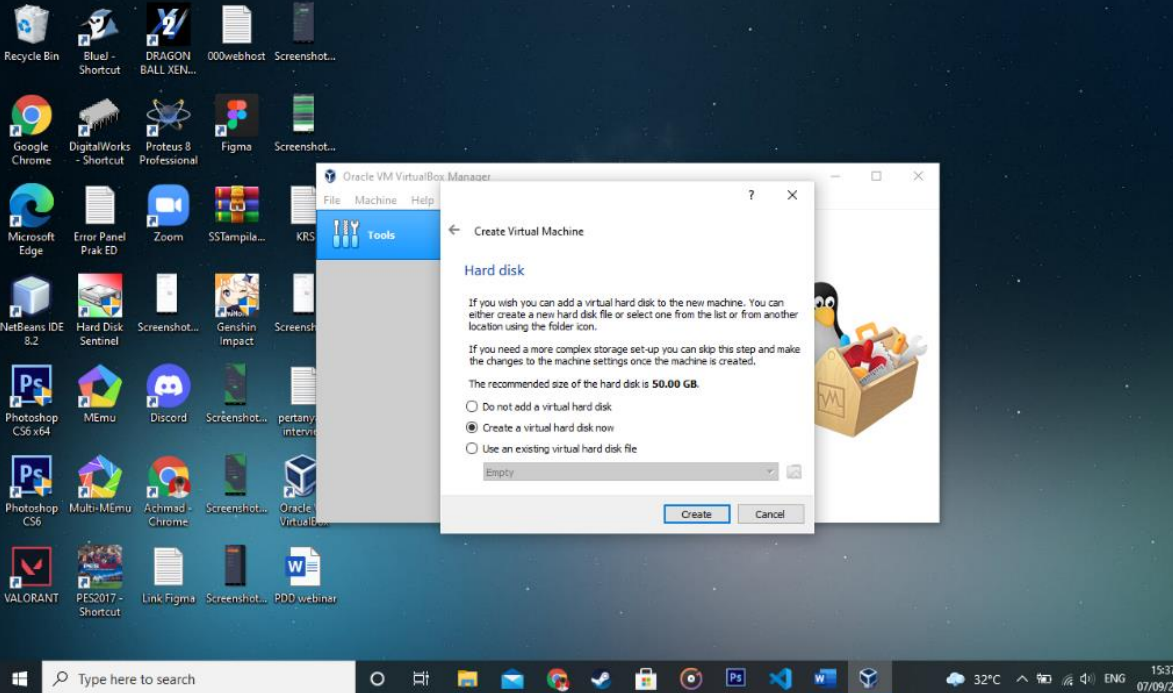 Recycle Bin
BlueJ -
Shortcut
DRAGON
BALL XEN...
000webhost
Screenshot...
Google
Chrome
DigitalWorks
- Shortcut
Proteus 8
Professional
Figma
Screenshot...
Microsoft
Edge
Error Panel
Prak ED
Zoom
SSTampila...
KRS
NetBeans IDE
8.2
Hard Disk
Sentinel
Screenshot...
Genshin
Impact
Screensh
Photoshop
CS6 x64
MEmu
Discord
Screenshot...
pertany
intervie
Photoshop
CS6
Multi-MEmu
Achmad -
Chrome
Screenshot...
Oracle
VirtualB
VALORANT
PES2017 -
Shortcut
Link Figma
Screenshot...
PDD webinar
Oracle VM VirtualBox Manager
File Machine Help
Tools
?
Create Virtual Machine
Hard disk
If you wish you can add a virtual hard disk to the new machine. You can
either create a new hard disk file or select one from the list or from another
location using the folder icon.
If you need a more complex storage set-up you can skip this step and make
the changes to the machine settings once the machine is created.
The recommended size of the hard disk is 50.00 GB.
Do not add a virtual hard disk
Create a virtual hard disk now
Use an existing virtual hard disk file
Empty
Create Cancel
Type here to search
32°C
ENG
15:37
07/09/2